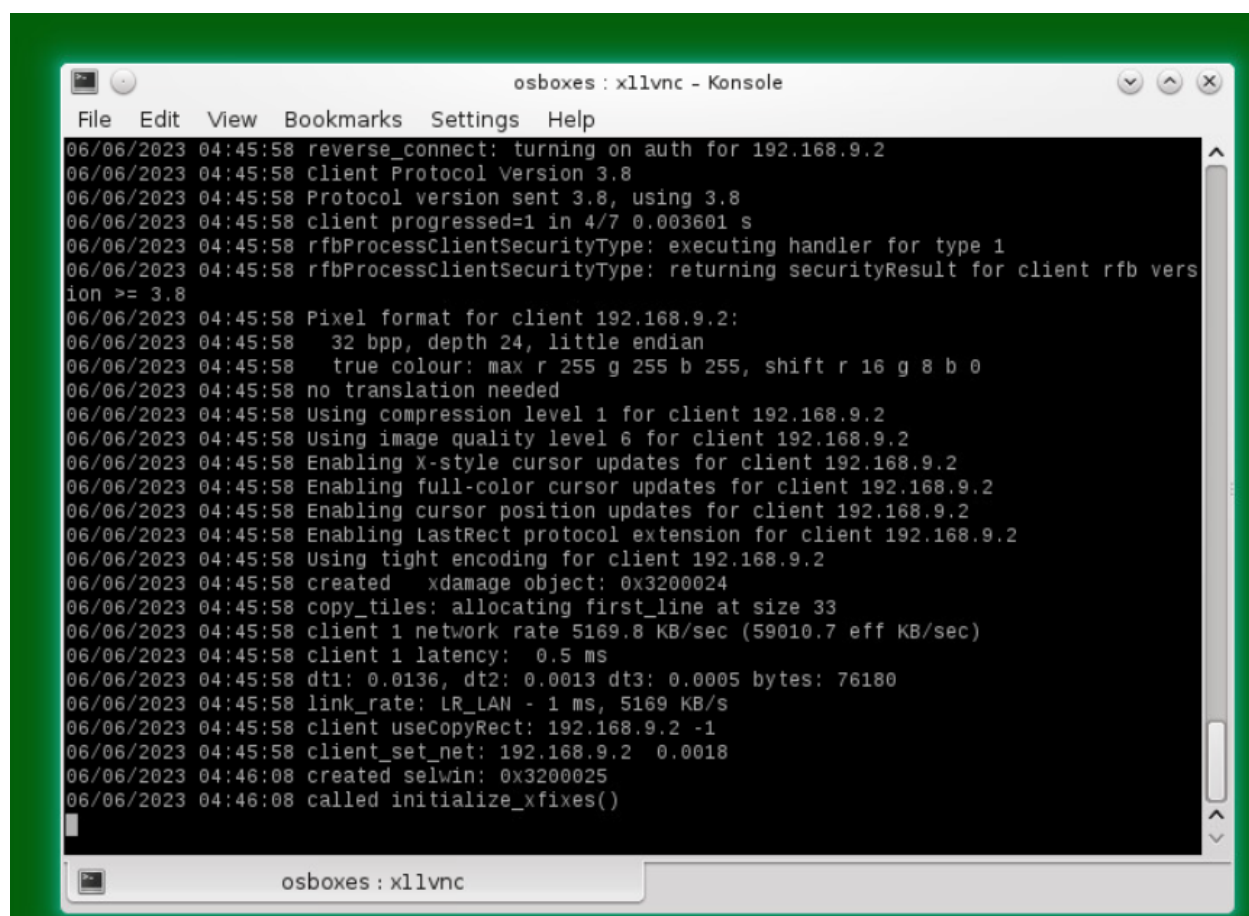 osboxes : x11vnc - Konsole
File Edit View Bookmarks Settings Help
06/06/2023 04:45:58 reverse_connect: turning on auth for 192.168.9.2
06/06/2023 04:45:58 Client Protocol Version 3.8
06/06/2023 04:45:58 Protocol version sent 3.8, using 3.8
06/06/2023 04:45:58 client progressed=1 in 4/7 0.003601 s
06/06/2023 04:45:58 rfbProcessClientSecurityType: executing handler for type 1
06/06/2023 04:45:58 rfbProcessClientSecurityType: returning securityResult for client rfb vers
ion >= 3.8
06/06/2023 04:45:58 Pixel format for client 192.168.9.2:
06/06/2023 04:45:58   32 bpp, depth 24, little endian
06/06/2023 04:45:58   true colour: max r 255 g 255 b 255, shift r 16 g 8 b 0
06/06/2023 04:45:58 no translation needed
06/06/2023 04:45:58 Using compression level 1 for client 192.168.9.2
06/06/2023 04:45:58 Using image quality level 6 for client 192.168.9.2
06/06/2023 04:45:58 Enabling X-style cursor updates for client 192.168.9.2
06/06/2023 04:45:58 Enabling full-color cursor updates for client 192.168.9.2
06/06/2023 04:45:58 Enabling cursor position updates for client 192.168.9.2
06/06/2023 04:45:58 Enabling LastRect protocol extension for client 192.168.9.2
06/06/2023 04:45:58 Using tight encoding for client 192.168.9.2
06/06/2023 04:45:58 created   xdamage object: 0x3200024
06/06/2023 04:45:58 copy_tiles: allocating first_line at size 33
06/06/2023 04:45:58 client 1 network rate 5169.8 KB/sec (59010.7 eff KB/sec)
06/06/2023 04:45:58 client 1 latency:  0.5 ms
06/06/2023 04:45:58 dt1: 0.0136, dt2: 0.0013 dt3: 0.0005 bytes: 76180
06/06/2023 04:45:58 link_rate: LR_LAN - 1 ms, 5169 KB/s
06/06/2023 04:45:58 client useCopyRect: 192.168.9.2 -1
06/06/2023 04:45:58 client_set_net: 192.168.9.2  0.0018
06/06/2023 04:46:08 created selwin: 0x3200025
06/06/2023 04:46:08 called initialize_xfixes()
osboxes : x11vnc